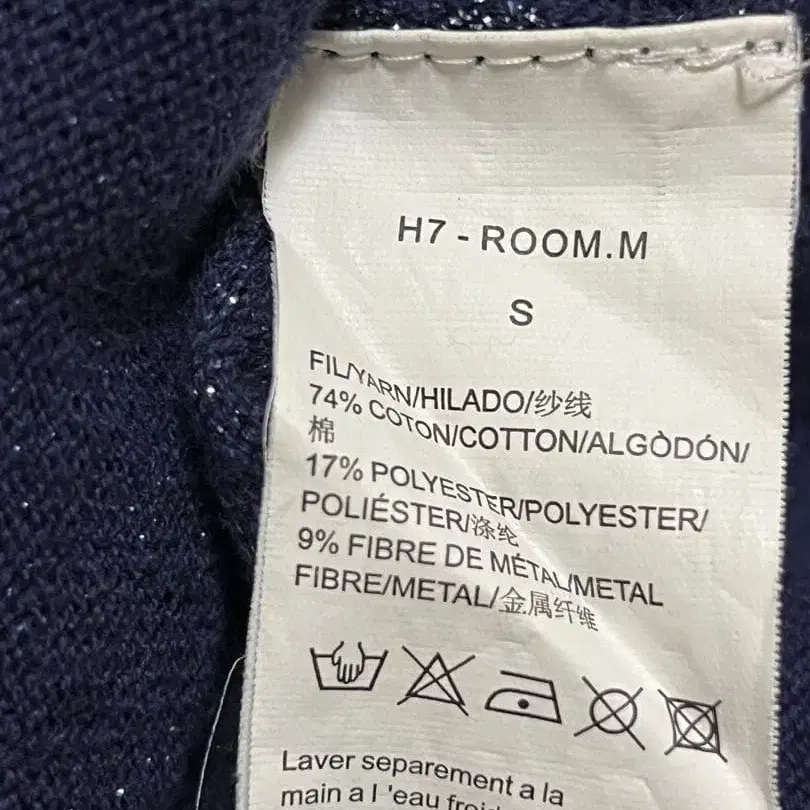 H7 - ROOM.M
S
FIL/YARN/HILADO/纱线
74% COTON/COTTON/ALGÒDÓN/
棉
17% POLYESTER/POLYESTER/
POLIÉSTER/涤纶
9% FIBRE DE MÉTAL/METAL
FIBRE/METAL/金属纤维
Laver separement a la
main a l 'eau froide